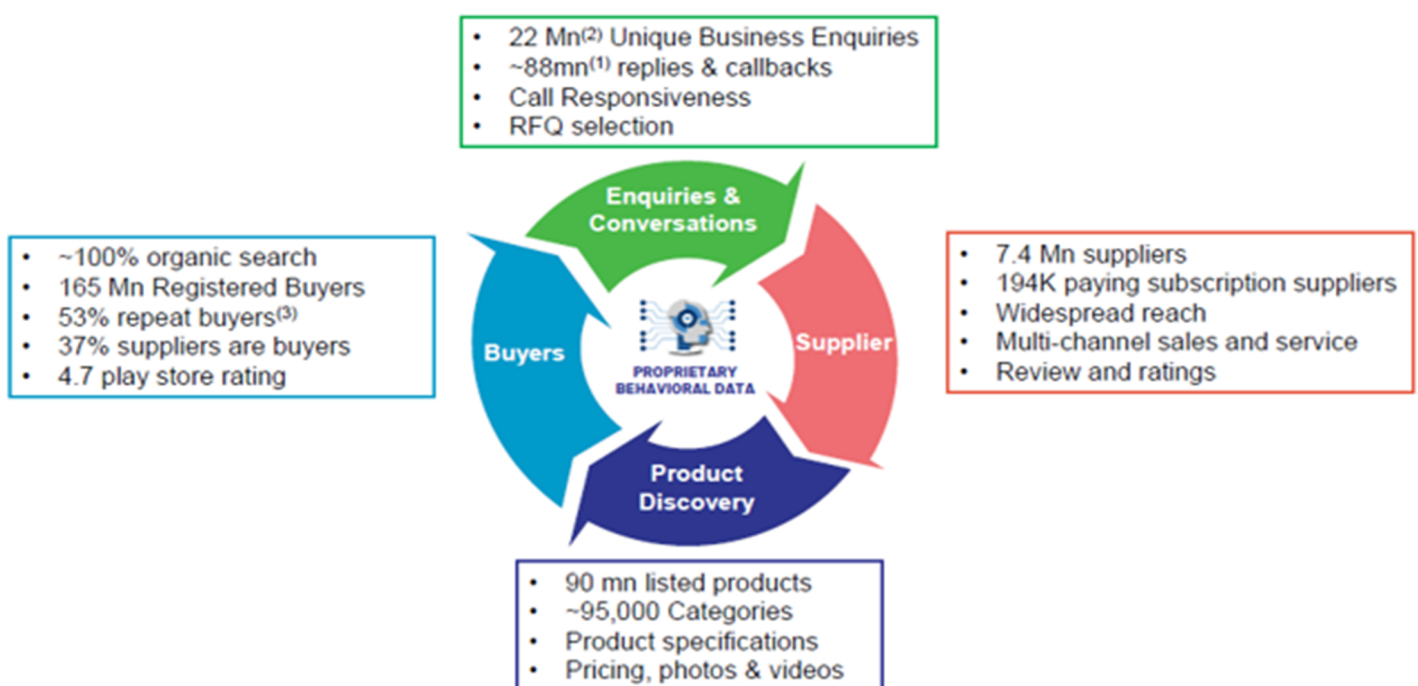 • 22 Mn(2) Unique Business Enquiries
• ~88mn(1) replies & callbacks
• Call Responsiveness
• RFQ selection
Enquiries &
Conversations
• ~100% organic search
• 165 Mn Registered Buyers
• 53% repeat buyers(3)
• 37% suppliers are buyers
• 4.7 play store rating
Buyers
PROPRIETARY
BEHAVIORAL DATA
Supplier
• 7.4 Mn suppliers
• 194K paying subscription suppliers
• Widespread reach
• Multi-channel sales and service
• Review and ratings
Product
Discovery
• 90 mn listed products
• ~95,000 Categories
• Product specifications
• Pricing, photos & videos